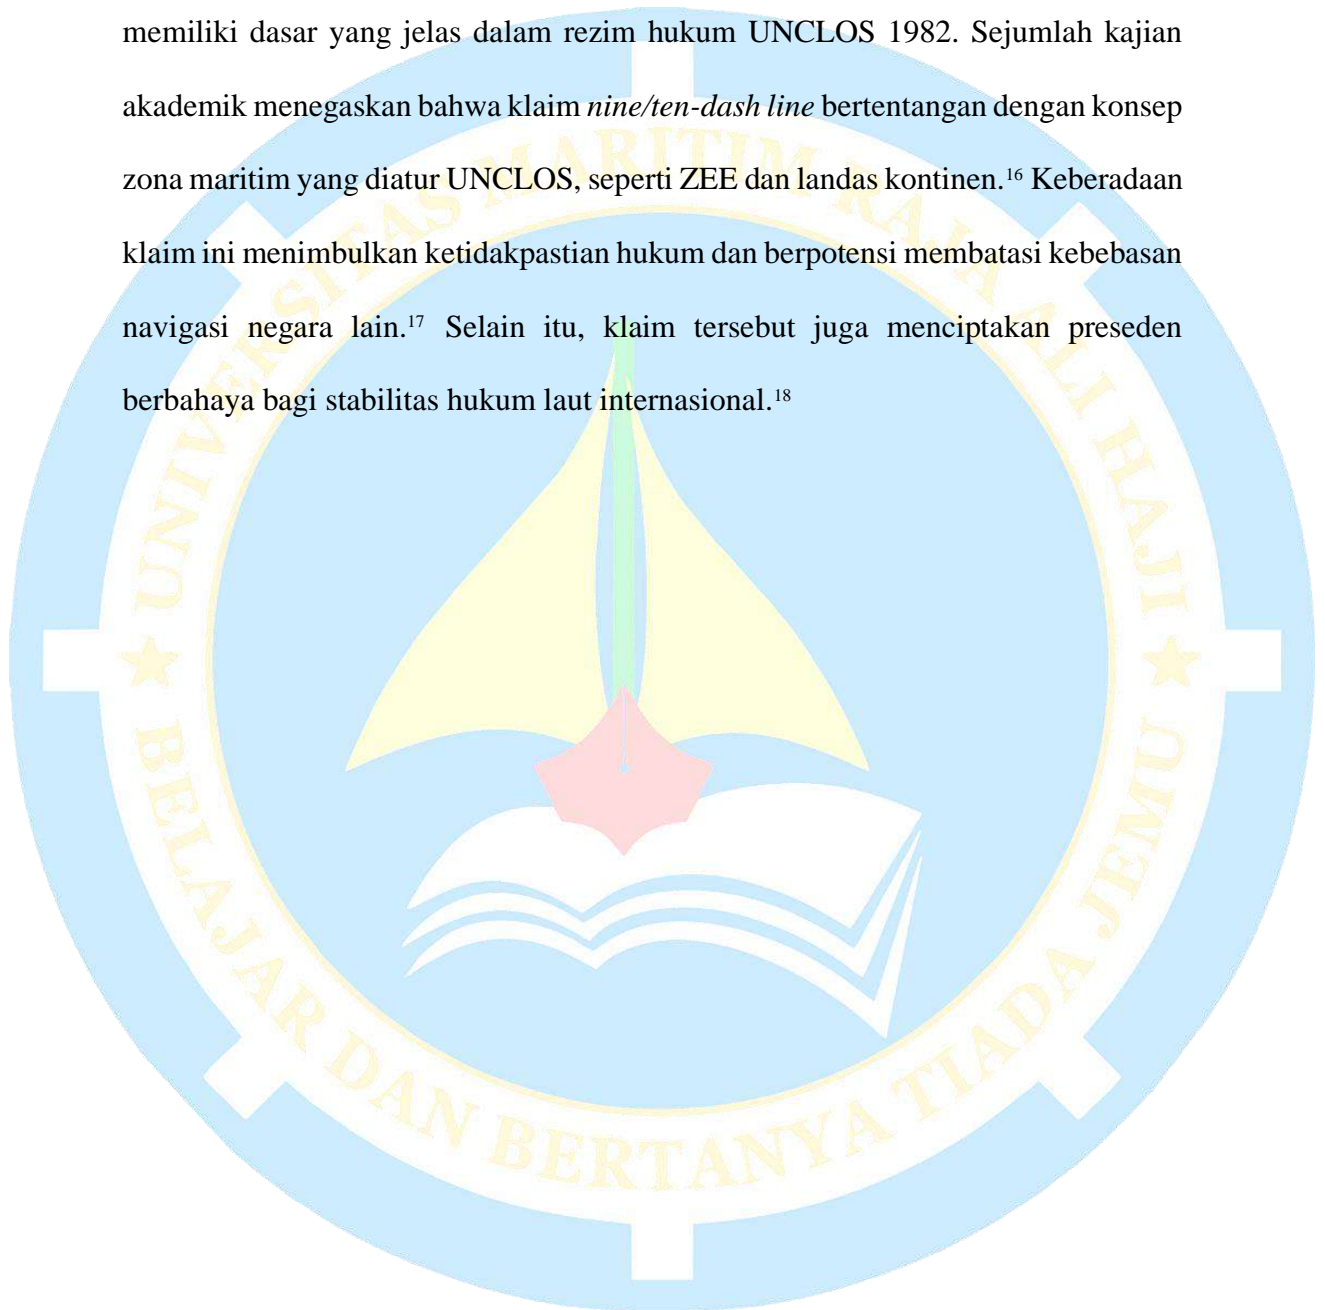 memiliki dasar yang jelas dalam rezim hukum UNCLOS 1982. Sejumlah kajian
akademik menegaskan bahwa klaim nine/ten-dash line bertentangan dengan konsep
zona maritim yang diatur UNCLOS, seperti ZEE dan landas kontinen.16 Keberadaan
klaim ini menimbulkan ketidakpastian hukum dan berpotensi membatasi kebebasan
navigasi negara lain.17 Selain itu, klaim tersebut juga menciptakan preseden
berbahaya bagi stabilitas hukum laut internasional.18
UNIVERSITAS MARITIM RAJA ALI HAJI
BELAJAR DAN BERTANYA TIADA JEMU